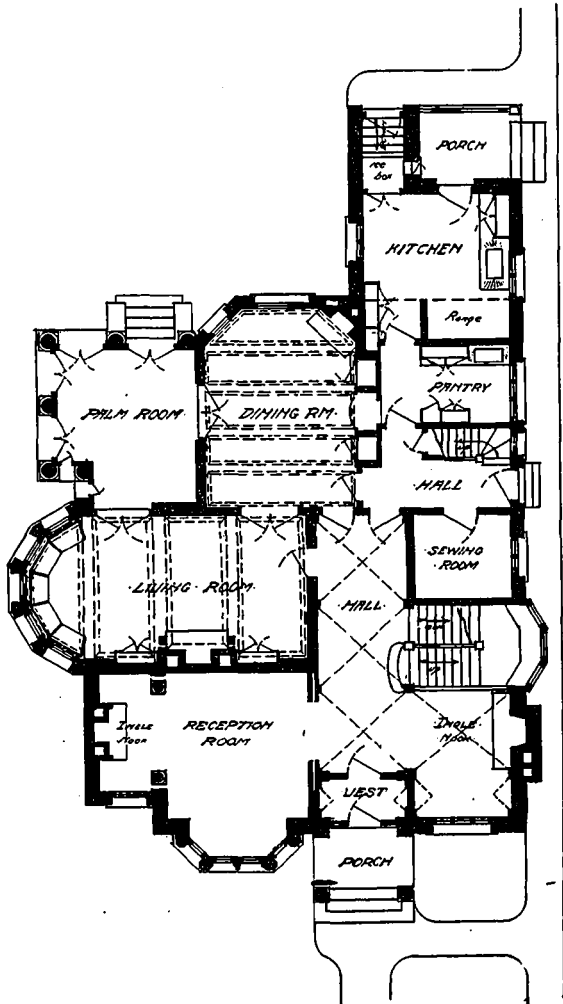 PORCH
ICE
BOX
KITCHEN
Range
PANTRY
PALM ROOM
DINING RM.
HALL
SEWING
ROOM
LIVING ROOM
HALL
INGLE
NOOK
RECEPTION
ROOM
INGLE
NOOK
VEST
PORCH